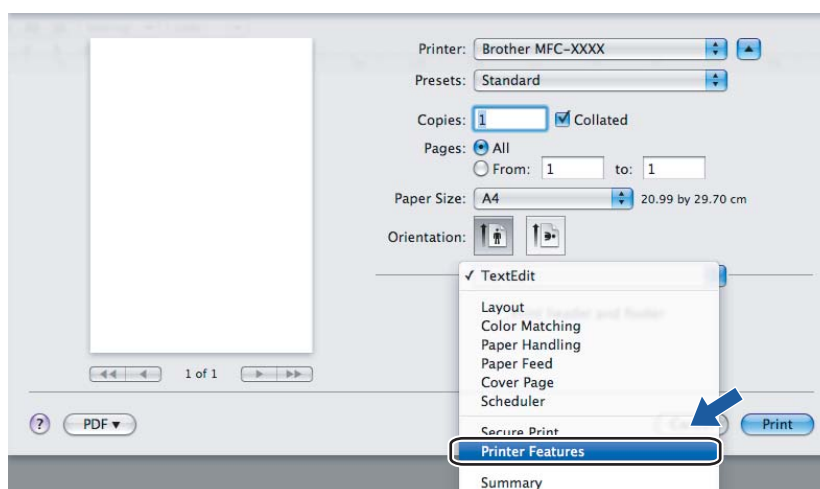 Printer: Brother MFC-XXXX
Presets: Standard
Copies: 1 Collated
Pages: All
From: 1 to: 1
Paper Size: A4 20.99 by 29.70 cm
Orientation:
✓ TextEdit
Layout
Color Matching
Paper Handling
Paper Feed
Cover Page
Scheduler
Secure Print
Printer Features
Summary
1 of 1
? PDF ▼
Print